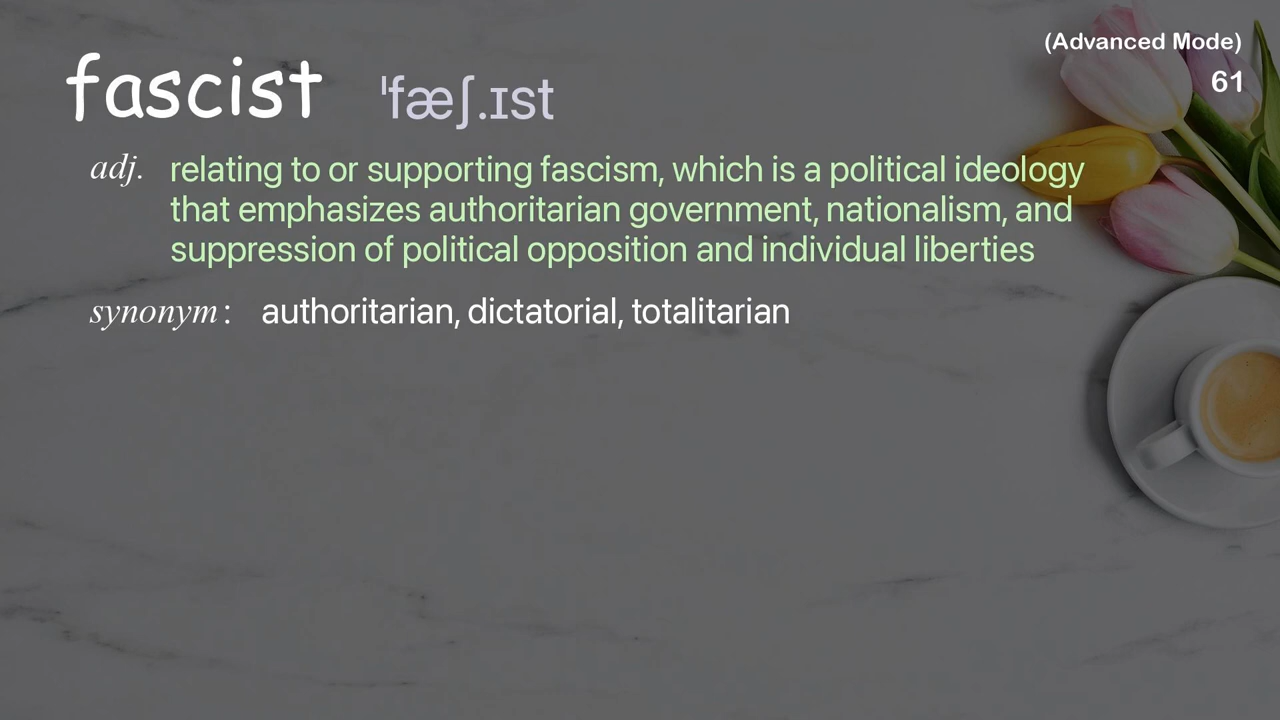 (Advanced Mode)
61
fascist ˈfæʃ.ɪst
adj. relating to or supporting fascism, which is a political ideology
that emphasizes authoritarian government, nationalism, and
suppression of political opposition and individual liberties
synonym: authoritarian, dictatorial, totalitarian